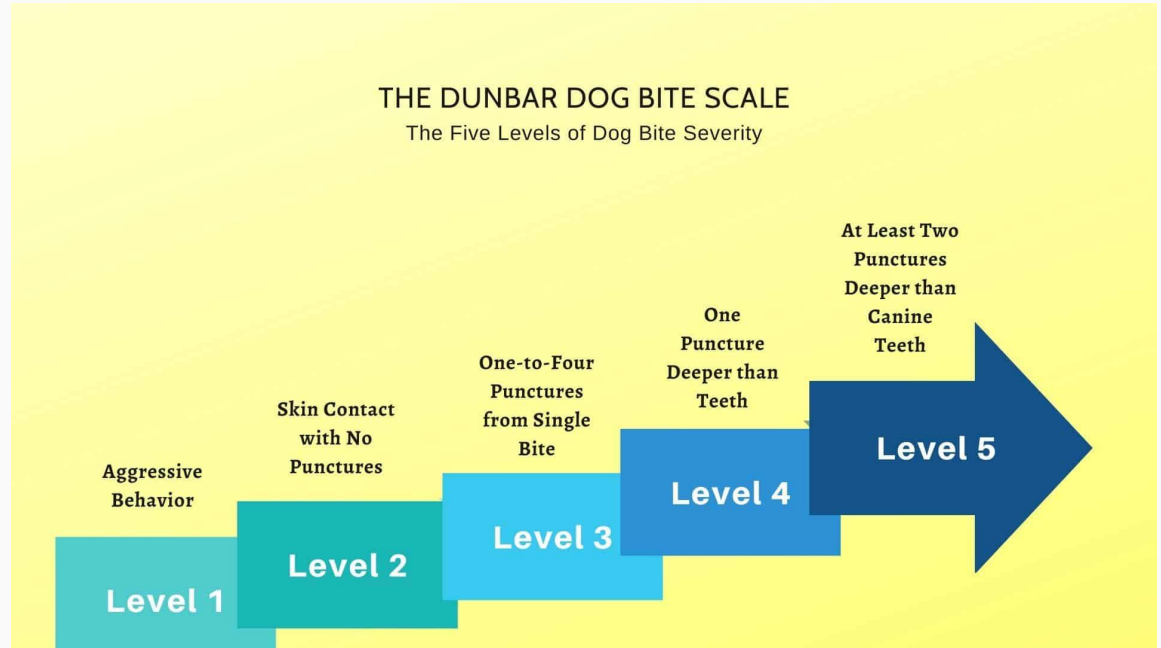 THE DUNBAR DOG BITE SCALE
The Five Levels of Dog Bite Severity
Aggressive
Behavior
Level 1
Skin Contact
with No
Punctures
Level 2
One-to-Four
Punctures
from Single
Bite
Level 3
One
Puncture
Deeper than
Teeth
Level 4
At Least Two
Punctures
Deeper than
Canine
Teeth
Level 5